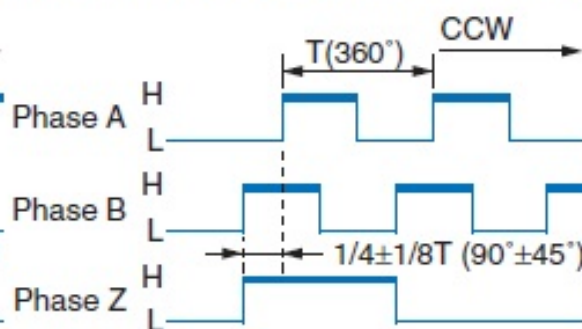 CCW
T(360˚)
H
Phase A
L
H
Phase B
L
1/4±1/8T (90˚±45˚)
H
Phase Z
L